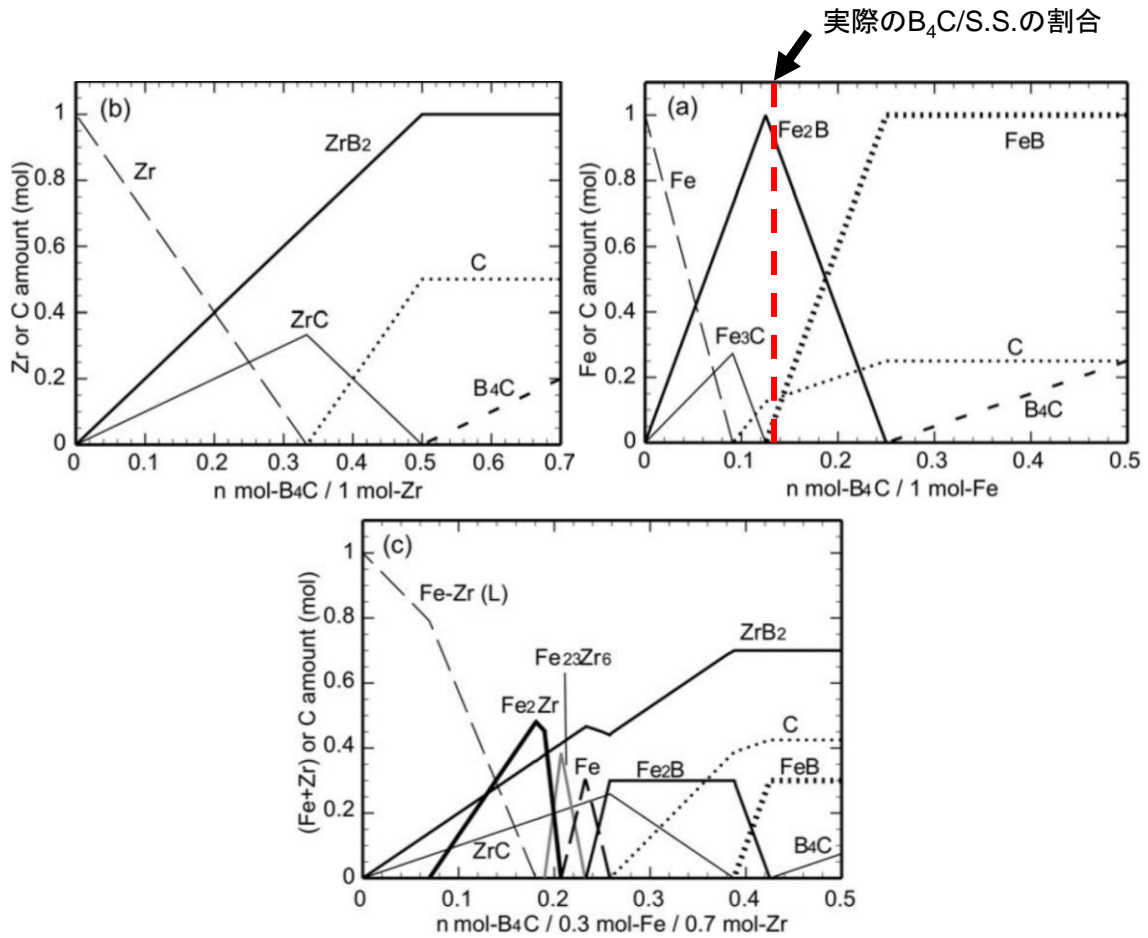 実際のB₄C/S.S.の割合
(b)
Zr or C amount (mol)
1
0.8
0.6
0.4
0.2
0
Zr
ZrB₂
ZrC
C
B₄C
0 0.1 0.2 0.3 0.4 0.5 0.6 0.7
n mol-B₄C / 1 mol-Zr
(a)
Fe or C amount (mol)
1
0.8
0.6
0.4
0.2
0
Fe
Fe₂B
FeB
Fe₃C
C
B₄C
0 0.1 0.2 0.3 0.4 0.5
n mol-B₄C / 1 mol-Fe
(c)
(Fe+Zr) or C amount (mol)
1
0.8
0.6
0.4
0.2
0
Fe-Zr (L)
Fe₂₃Zr₆
ZrB₂
Fe₂Zr
Fe
Fe₂B
C
FeB
ZrC
B₄C
0 0.1 0.2 0.3 0.4 0.5
n mol-B₄C / 0.3 mol-Fe / 0.7 mol-Zr